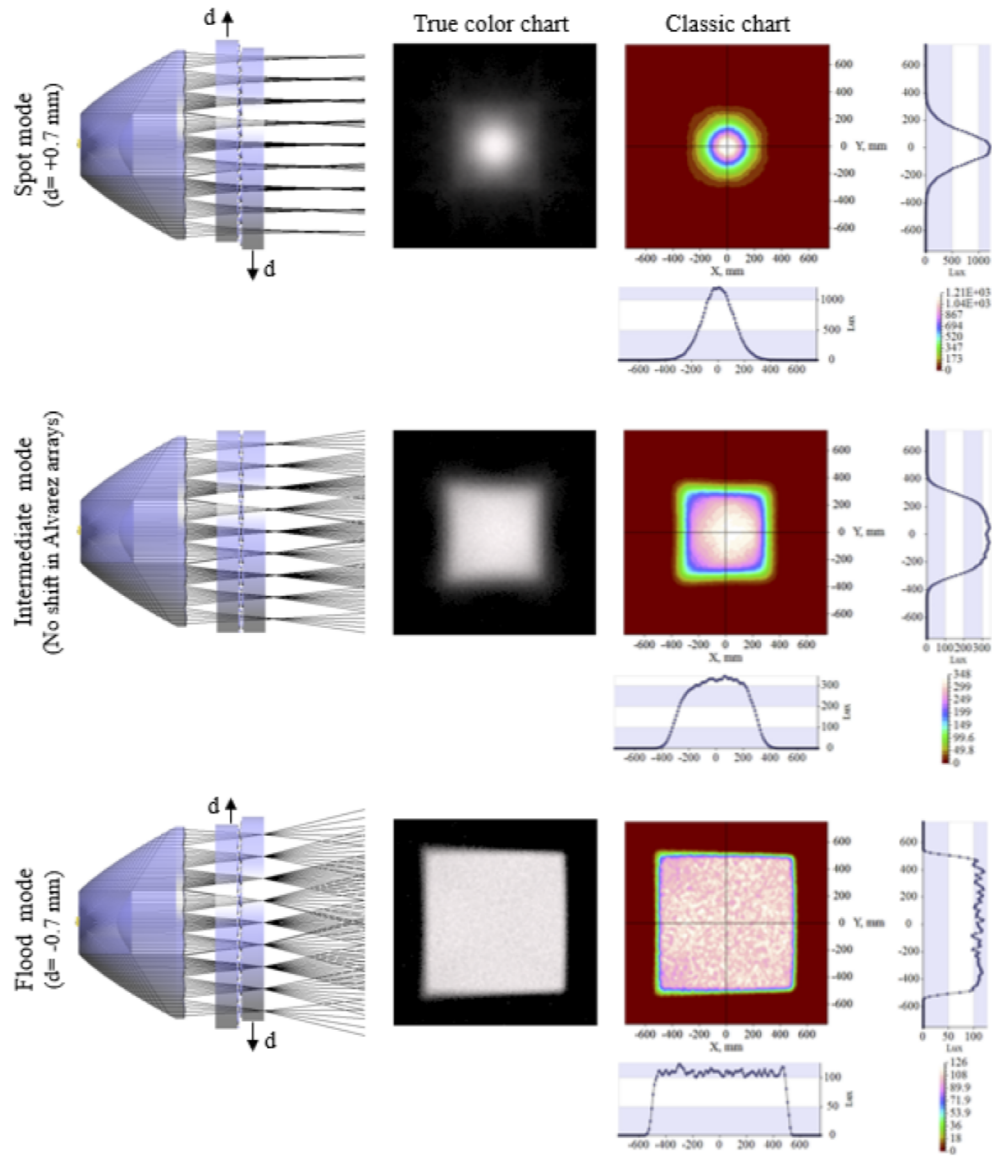 True color chart
Classic chart
Spot mode
(d= +0.7 mm)
d
d
600
400
200
0 Y, mm
-200
-400
-600
-600 -400 -200 0 200 400 600
X, mm
600
400
200
0
-200
-400
-600
0 500 1000
Lux
1000
500
0
Lux
-600 -400 -200 0 200 400 600
1.21E+03
1.04E+03
867
694
520
347
173
0
Intermediate mode
(No shift in Alvarez arrays)
600
400
200
0 Y, mm
-200
-400
-600
-600 -400 -200 0 200 400 600
X, mm
600
400
200
0
-200
-400
-600
0 100200300
Lux
300
200
100
0
Lux
-600 -400 -200 0 200 400 600
348
299
249
199
149
99.6
49.8
0
Flood mode
(d= -0.7 mm)
d
d
600
400
200
0 Y, mm
-200
-400
-600
-600 -400 -200 0 200 400 600
X, mm
600
400
200
0
-200
-400
-600
0 50 100
Lux
100
50
0
Lux
-600 -400 -200 0 200 400 600
126
108
89.9
71.9
53.9
36
18
0